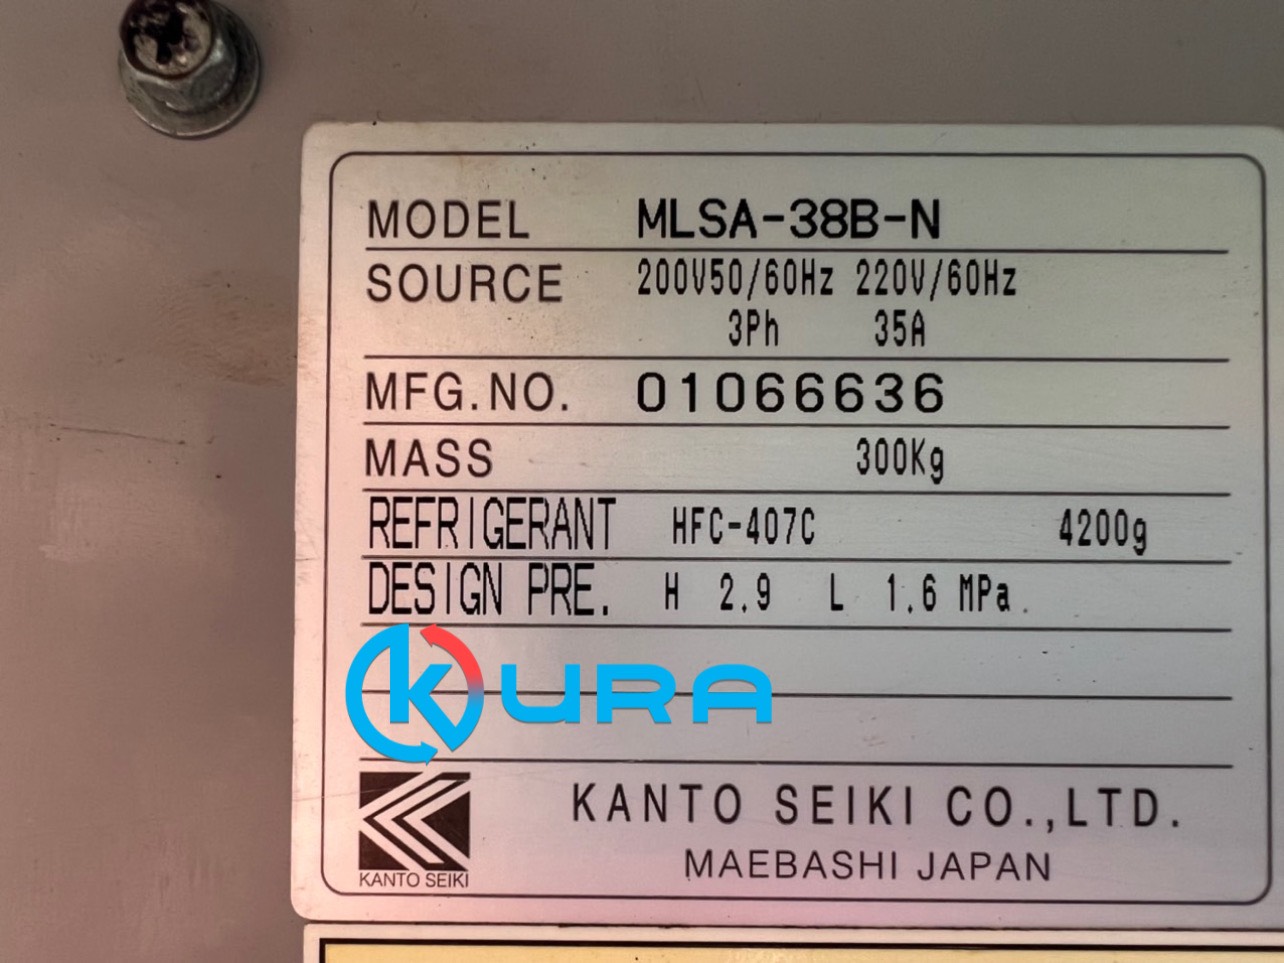 MODEL MLSA-38B-N
SOURCE 200V50/60Hz 220V/60Hz
3Ph 35A
MFG.NO. 01066636
MASS 300Kg
REFRIGERANT HFC-407C 4200g
DESIGN PRE. H 2.9 L 1.6 MPa.
KURA
KANTO SEIKI CO.,LTD.
KANTO SEIKI MAEBASHI JAPAN